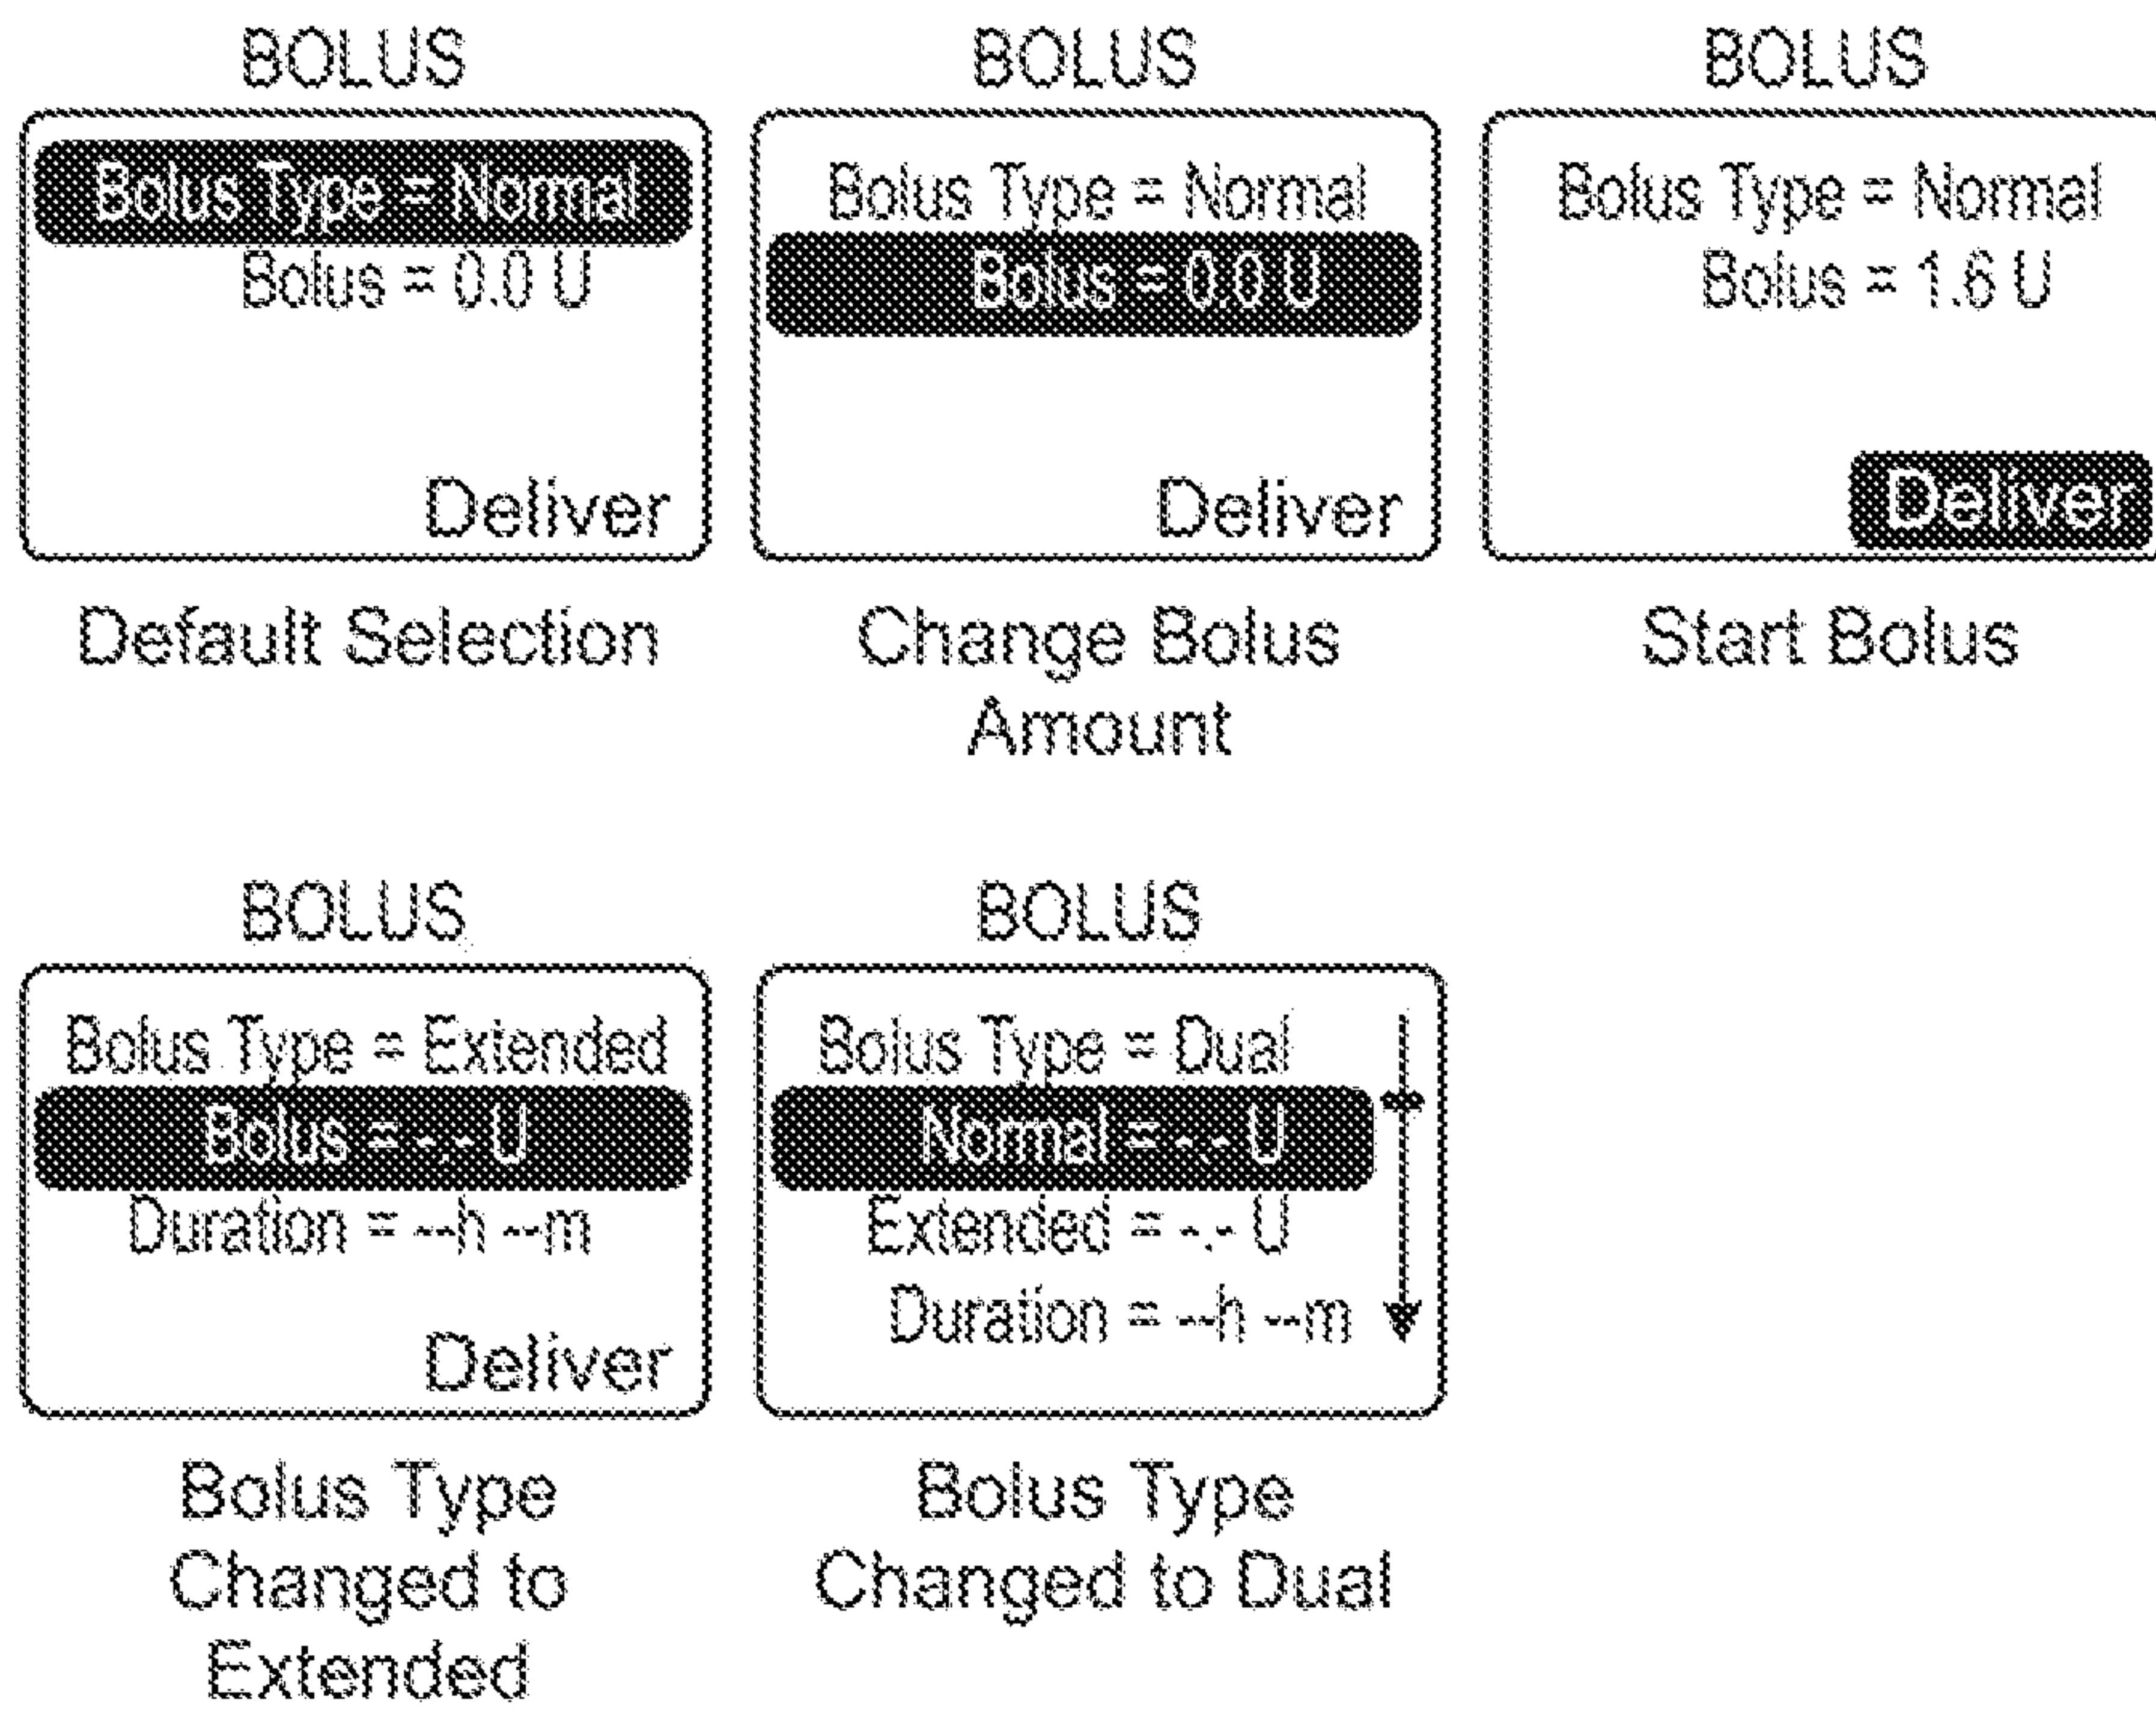 BOLUS
Bolus Type = Normal
Bolus = 0.0 U
Deliver
Default Selection
BOLUS
Bolus Type = Normal
Bolus = 0.0 U
Deliver
Change Bolus
Amount
BOLUS
Bolus Type = Normal
Bolus = 1.6 U
Deliver
Start Bolus
BOLUS
Bolus Type = Extended
Bolus = -.- U
Duration = --h --m
Deliver
Bolus Type
Changed to
Extended
BOLUS
Bolus Type = Dual
Normal = -.- U
Extended = -.- U
Duration = --h --m
Bolus Type
Changed to Dual